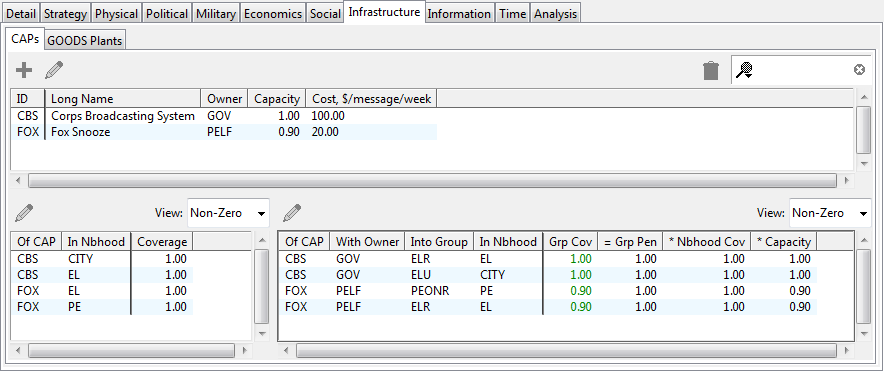 Detail Strategy Physical Political Military Economics Social Infrastructure Information Time Analysis
CAPs GOODS Plants
ID Long Name Owner Capacity Cost, $/message/week
CBS Corps Broadcasting System GOV 1.00 100.00
FOX Fox Snooze PELF 0.90 20.00
View: Non-Zero
Of CAP In Nbhood Coverage
CBS CITY 1.00
CBS EL 1.00
FOX EL 1.00
FOX PE 1.00
View: Non-Zero
Of CAP With Owner Into Group In Nbhood Grp Cov = Grp Pen * Nbhood Cov * Capacity
CBS GOV ELR EL 1.00 1.00 1.00 1.00
CBS GOV ELU CITY 1.00 1.00 1.00 1.00
FOX PELF PEONR PE 0.90 1.00 1.00 0.90
FOX PELF ELR EL 0.90 1.00 1.00 0.90